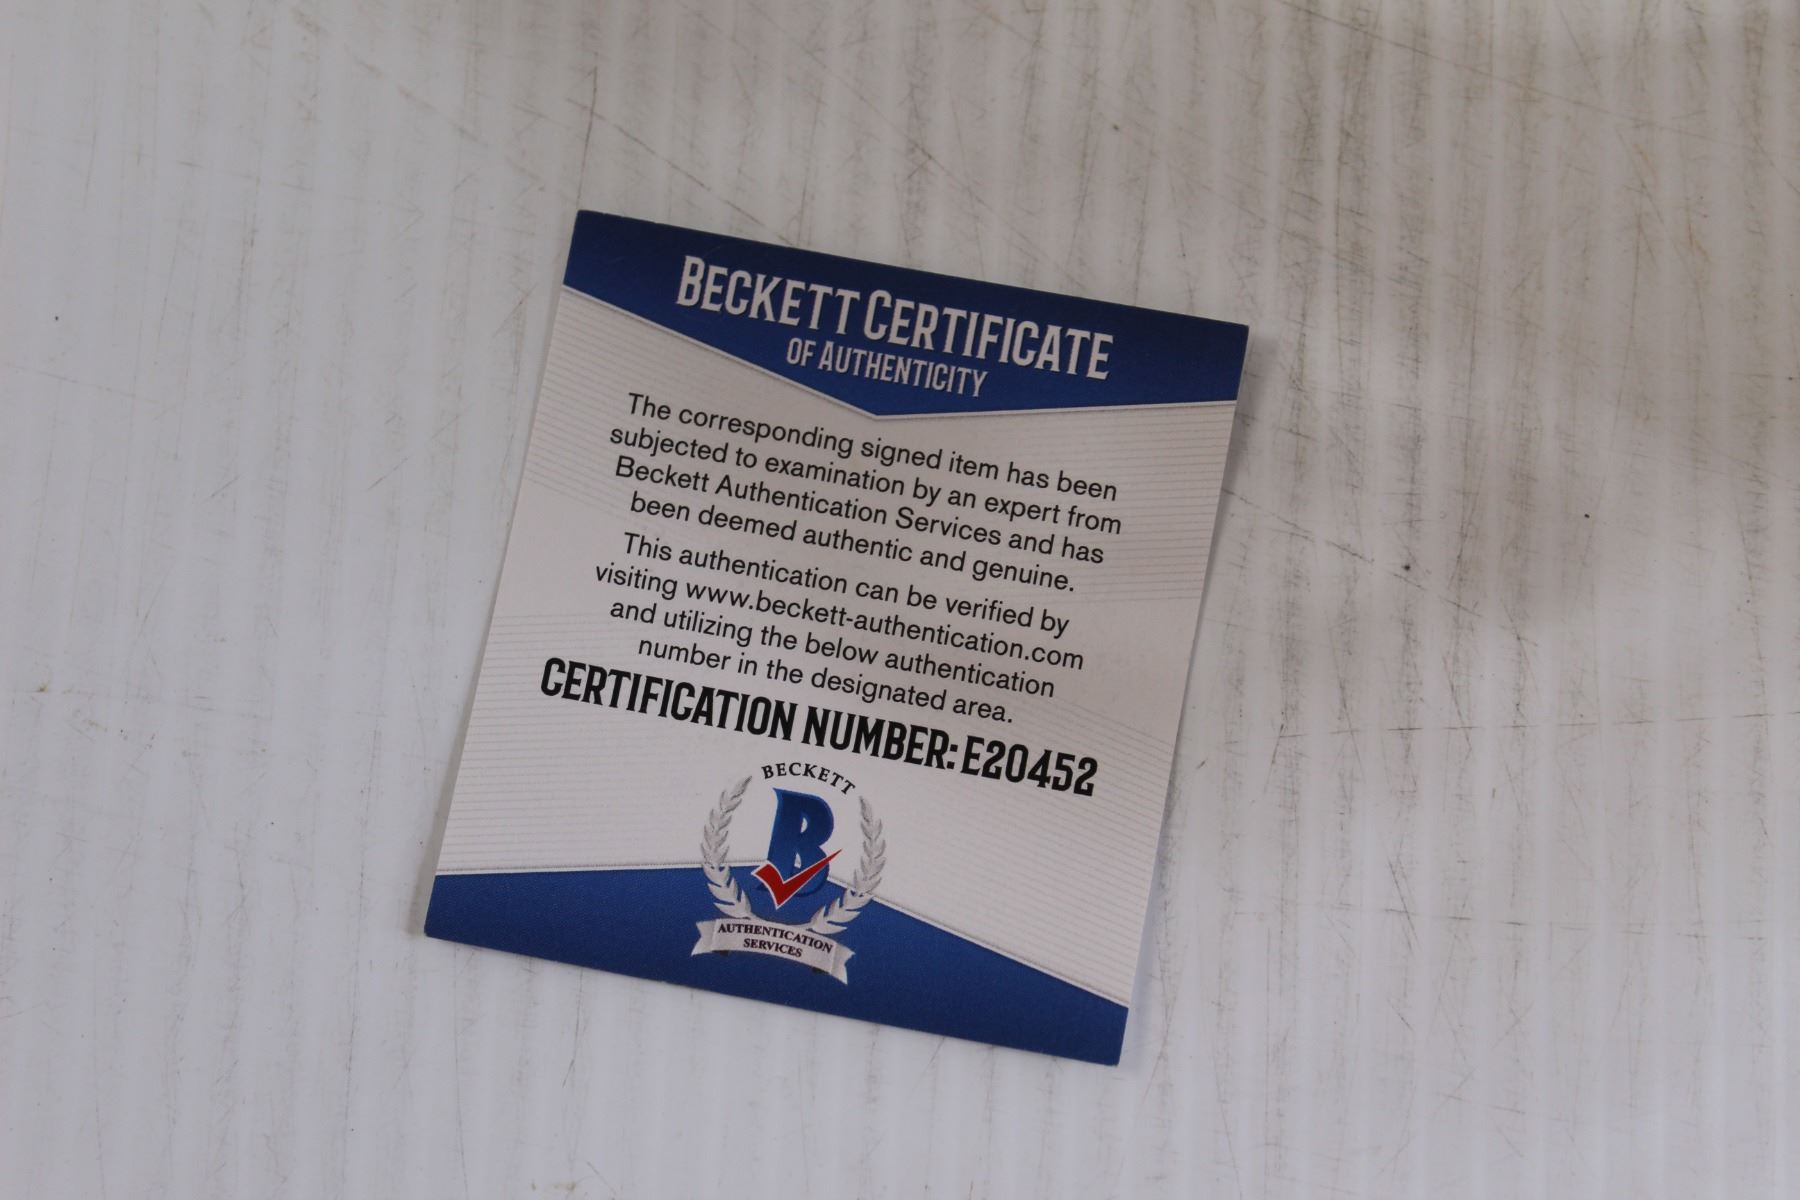 BECKETT CERTIFICATE
OF AUTHENTICITY
The corresponding signed item has been
subjected to examination by an expert from
Beckett Authentication Services and has
been deemed authentic and genuine.
This authentication can be verified by
visiting www.beckett-authentication.com
and utilizing the below authentication
number in the designated area.
CERTIFICATION NUMBER: E20452
BECKETT
B
AUTHENTICATION
SERVICES